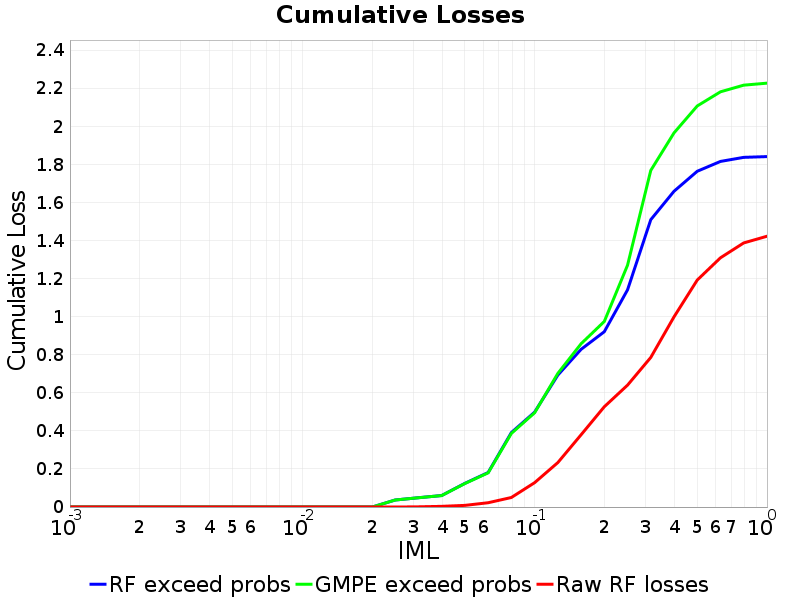 Cumulative Losses
Cumulative Loss
2.4
2.2
2
1.8
1.6
1.4
1.2
1
0.8
0.6
0.4
0.2
0
10^-3 2 3 4 5 6 10^-2 2 3 4 5 6 10^-1 2 3 4 5 6 7 10^0
IML
RF exceed probs GMPE exceed probs Raw RF losses